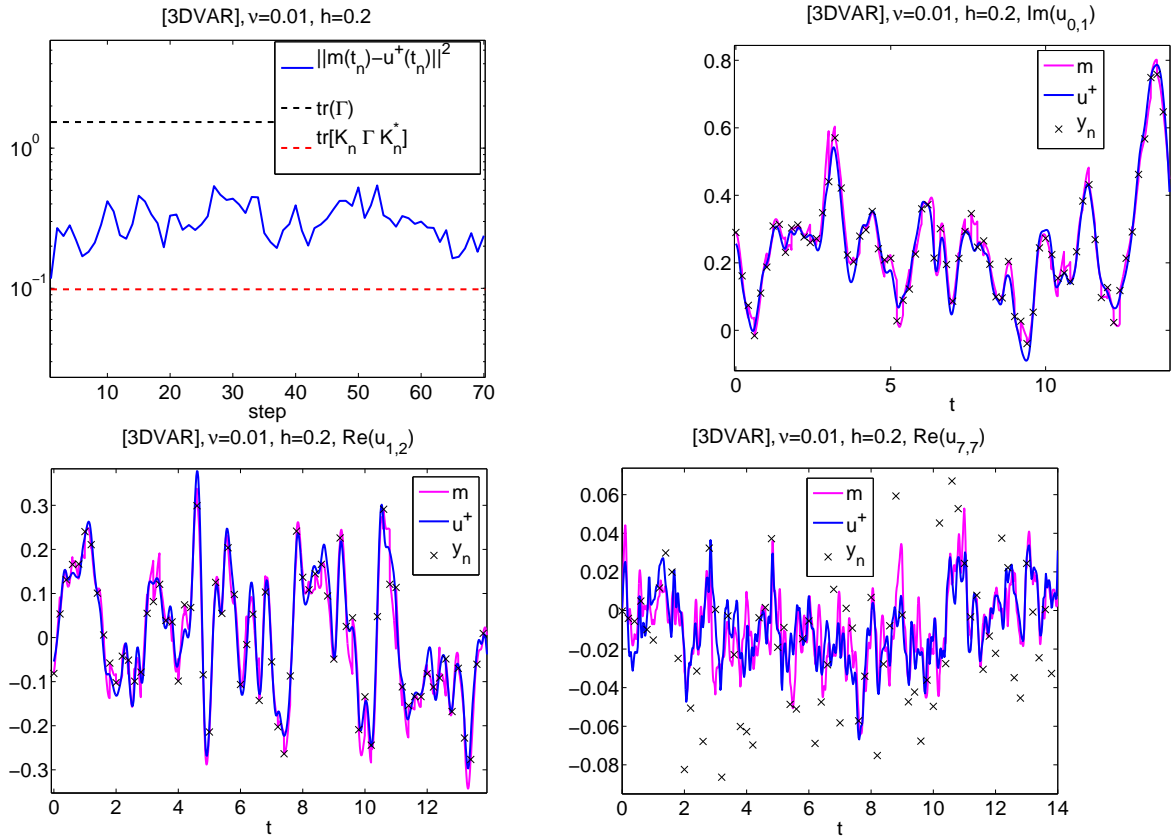 [3DVAR], ν=0.01, h=0.2
||m(t_n)−u^+(t_n)||^2
tr(Γ)
tr[K_n Γ K_n^*]
10^0
10^−1
10 20 30 40 50 60 70
step
[3DVAR], ν=0.01, h=0.2, Im(u_{0,1})
m
u^+
y_n
0.8
0.6
0.4
0.2
0
0 5 10
t
[3DVAR], ν=0.01, h=0.2, Re(u_{1,2})
m
u^+
y_n
0.3
0.2
0.1
0
−0.1
−0.2
−0.3
0 2 4 6 8 10 12
t
[3DVAR], ν=0.01, h=0.2, Re(u_{7,7})
m
u^+
y_n
0.06
0.04
0.02
0
−0.02
−0.04
−0.06
−0.08
0 2 4 6 8 10 12 14
t